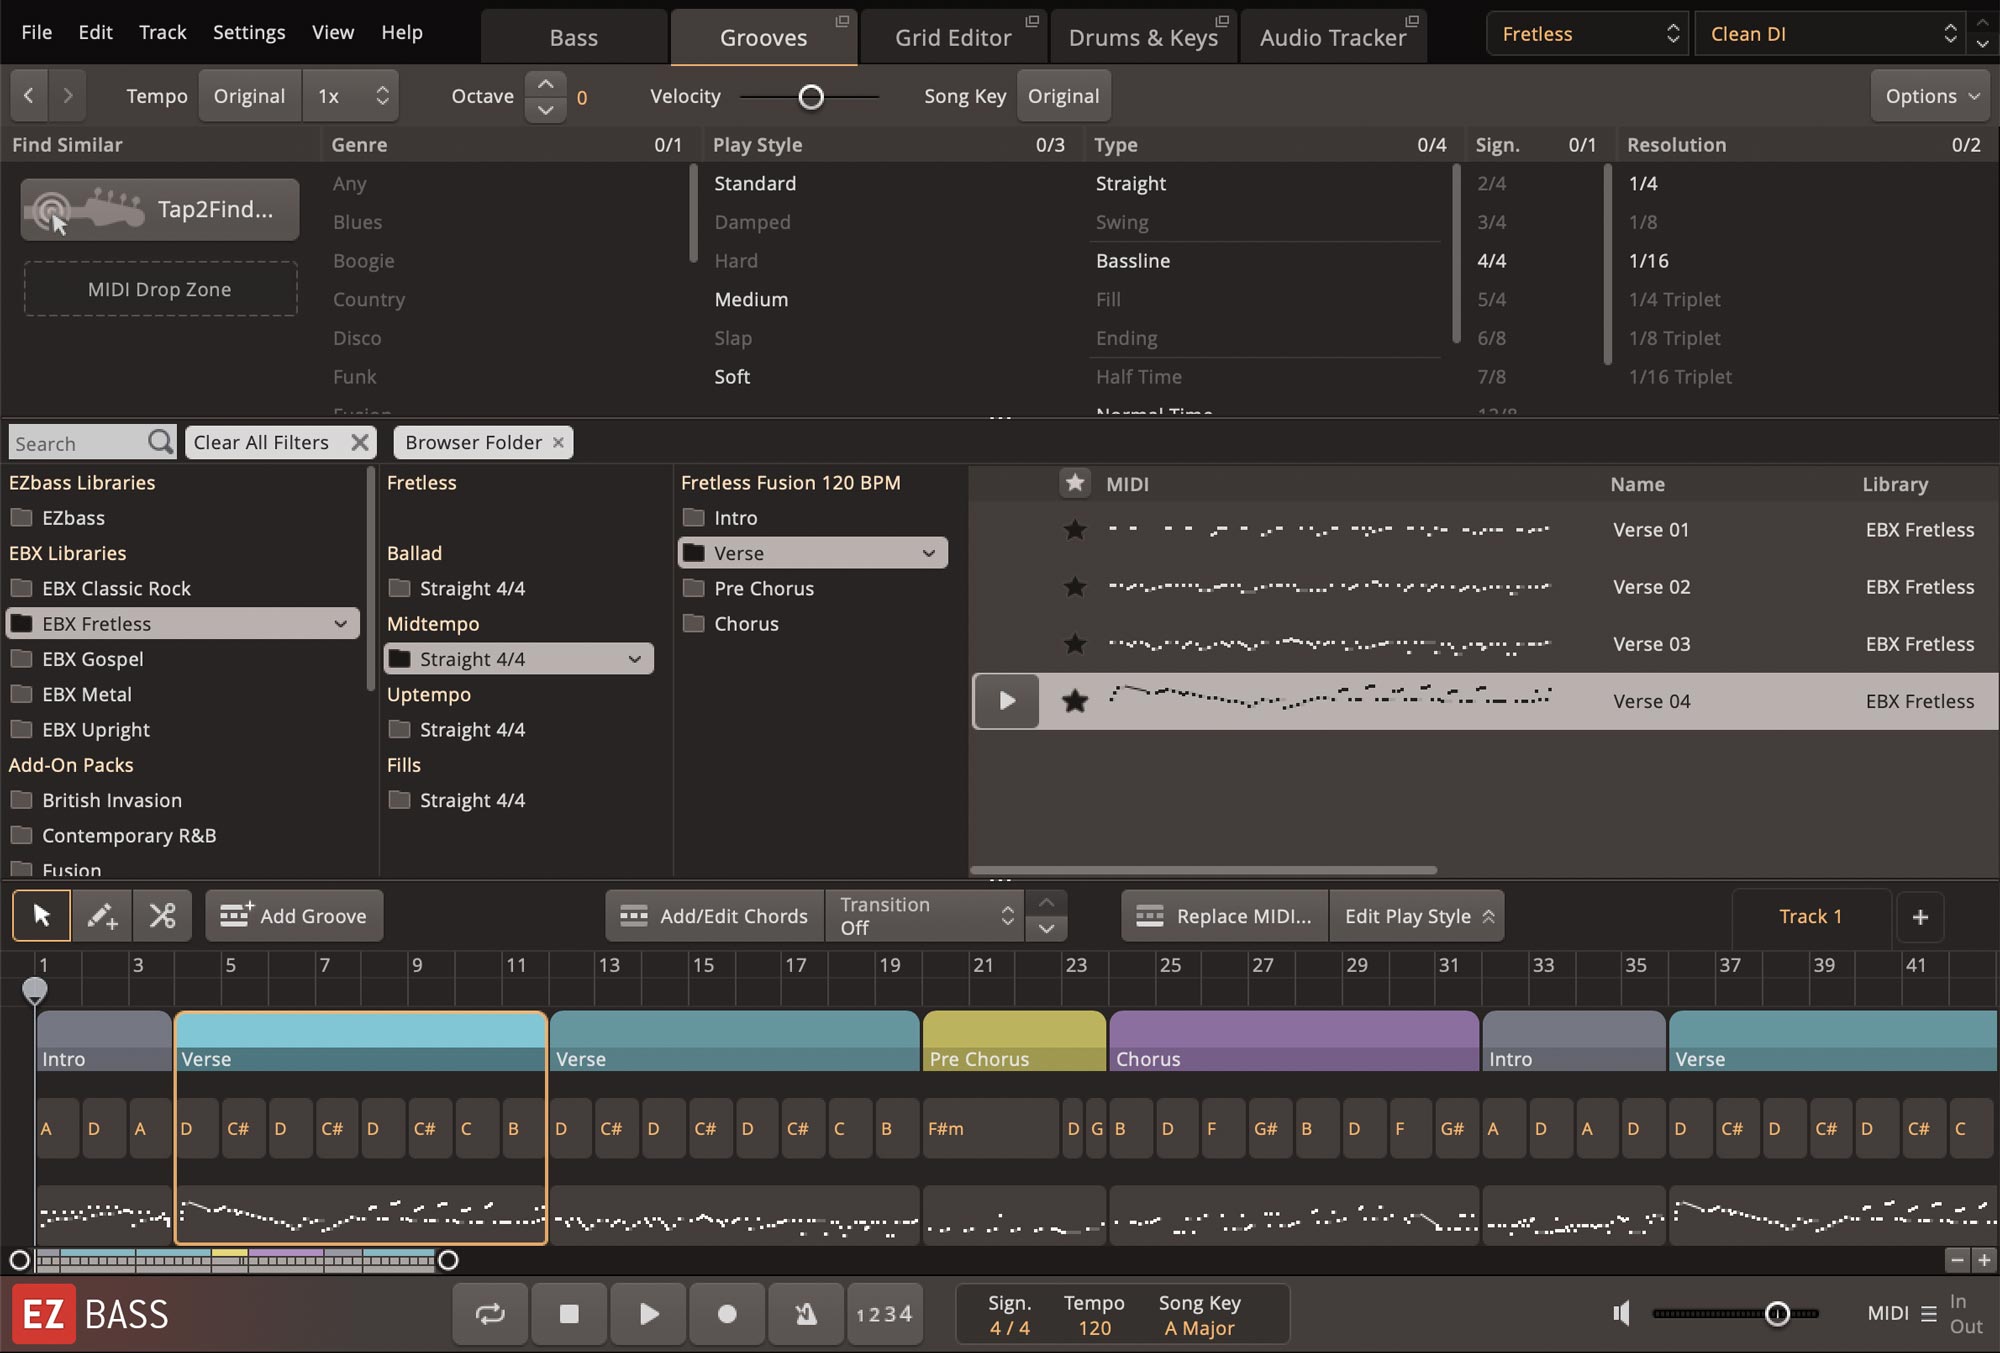 File Edit Track Settings View Help
Bass Grooves Grid Editor Drums & Keys Audio Tracker
Fretless Clean DI
Tempo Original 1x Octave 0 Velocity Song Key Original Options
Find Similar Genre 0/1 Play Style 0/3 Type 0/4 Sign. 0/1 Resolution 0/2
Tap2Find...
MIDI Drop Zone
Any Standard Straight 2/4 1/4
Blues Damped Swing 3/4 1/8
Boogie Hard Bassline 4/4 1/16
Country Medium Fill 5/4 1/4 Triplet
Disco Slap Ending 6/8 1/8 Triplet
Funk Soft Half Time 7/8 1/16 Triplet
Fusion Normal Time 12/8
Search Clear All Filters Browser Folder
EZbass Libraries
EZbass
EBX Libraries
EBX Classic Rock
EBX Fretless
EBX Gospel
EBX Metal
EBX Upright
Add-On Packs
British Invasion
Contemporary R&B
Fusion
Fretless
Ballad
Straight 4/4
Midtempo
Straight 4/4
Uptempo
Straight 4/4
Fills
Straight 4/4
Fretless Fusion 120 BPM
Intro
Verse
Pre Chorus
Chorus
MIDI Name Library
Verse 01 EBX Fretless
Verse 02 EBX Fretless
Verse 03 EBX Fretless
Verse 04 EBX Fretless
Add Groove Add/Edit Chords Transition
Off
Replace MIDI... Edit Play Style Track 1 +
1 3 5 7 9 11 13 15 17 19 21 23 25 27 29 31 33 35 37 39 41
Intro Verse Verse Pre Chorus Chorus Intro Verse
A D A D C# D C# D C# C B D C# D C# D C# C B F#m D G B D F G# B D F G# A D A D D C# D C# D C# C
EZ BASS
1 2 3 4
Sign. Tempo Song Key
4 / 4 120 A Major
MIDI In
Out